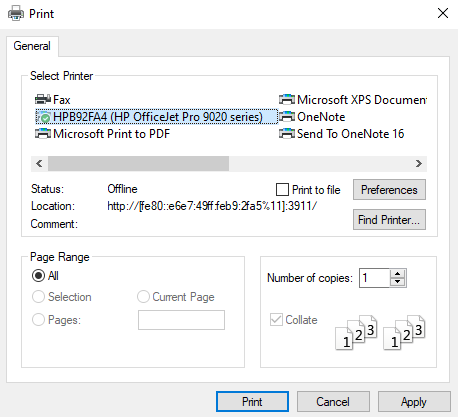 Print
General
Select Printer
Fax
Microsoft XPS Documen
HPB92FA4 (HP OfficeJet Pro 9020 series)
OneNote
Microsoft Print to PDF
Send To OneNote 16
Status: Offline
Print to file
Preferences
Location: http://[fe80::e6e7:49ff:feb9:2fa5%11]:3911/
Comment:
Find Printer...
Page Range
All
Selection
Current Page
Pages:
Number of copies: 1
Collate
1 2 3 1 2 3
Print
Cancel
Apply